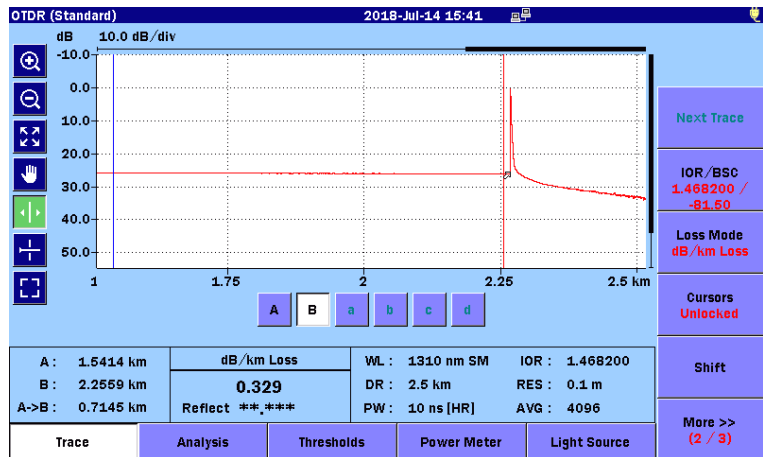 OTDR (Standard) 2018-Jul-14 15:41
dB 10.0 dB/div
-10.0
0.0
10.0
20.0
30.0
40.0
50.0
1 1.75 2 2.25 2.5 km
A B a b c d
Next Trace
IOR/BSC
1.468200 /
-81.50
Loss Mode
dB/km Loss
Cursors
Unlocked
Shift
More >>
(2 / 3)
A: 1.5414 km
B: 2.2559 km
A->B: 0.7145 km
dB/km Loss
0.329
Reflect **.***
WL: 1310 nm SM IOR: 1.468200
DR: 2.5 km RES: 0.1 m
PW: 10 ns [HR] AVG: 4096
Trace Analysis Thresholds Power Meter Light Source